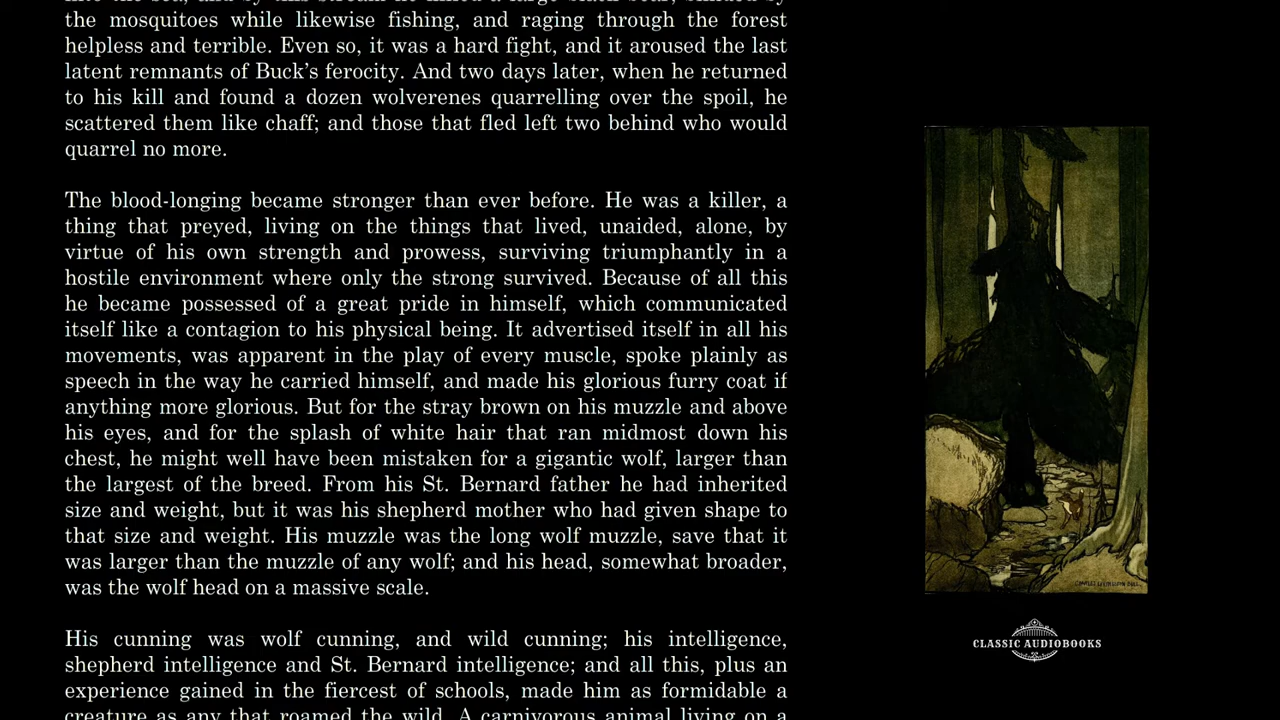 the mosquitoes while likewise fishing, and raging through the forest
helpless and terrible. Even so, it was a hard fight, and it aroused the last
latent remnants of Buck's ferocity. And two days later, when he returned
to his kill and found a dozen wolverenes quarrelling over the spoil, he
scattered them like chaff; and those that fled left two behind who would
quarrel no more.
The blood-longing became stronger than ever before. He was a killer, a
thing that preyed, living on the things that lived, unaided, alone, by
virtue of his own strength and prowess, surviving triumphantly in a
hostile environment where only the strong survived. Because of all this
he became possessed of a great pride in himself, which communicated
itself like a contagion to his physical being. It advertised itself in all his
movements, was apparent in the play of every muscle, spoke plainly as
speech in the way he carried himself, and made his glorious furry coat if
anything more glorious. But for the stray brown on his muzzle and above
his eyes, and for the splash of white hair that ran midmost down his
chest, he might well have been mistaken for a gigantic wolf, larger than
the largest of the breed. From his St. Bernard father he had inherited
size and weight, but it was his shepherd mother who had given shape to
that size and weight. His muzzle was the long wolf muzzle, save that it
was larger than the muzzle of any wolf; and his head, somewhat broader,
was the wolf head on a massive scale.
His cunning was wolf cunning, and wild cunning; his intelligence,
shepherd intelligence and St. Bernard intelligence; and all this, plus an
experience gained in the fiercest of schools, made him as formidable a
creature as any that roamed the wild. A carnivorous animal living on a
CLASSIC AUDIOBOOKS